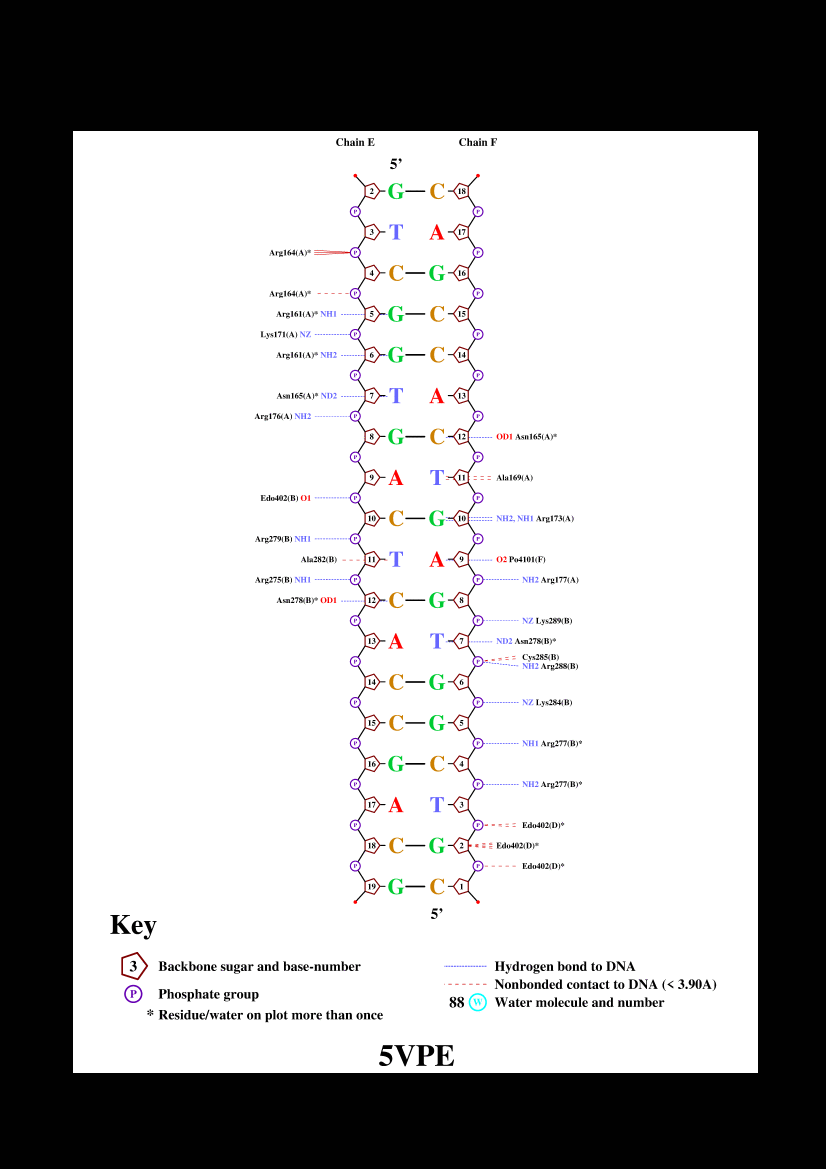 Chain E Chain F
5’
2 G C 18
P P
3 T A 17
Arg164(A)* P P
4 C G 16
Arg164(A)* P P
Arg161(A)* NH1 5 G C 15
Lys171(A) NZ P P
Arg161(A)* NH2 6 G C 14
P P
Asn165(A)* ND2 7 T A 13
Arg176(A) NH2 P P
8 G C 12 OD1 Asn165(A)*
P P
9 A T 11 Ala169(A)
Edo402(B) O1 P P
10 C G 10 NH2, NH1 Arg173(A)
Arg279(B) NH1 P P
Ala282(B) 11 T A 9 O2 Po4101(F)
Arg275(B) NH1 P P NH2 Arg177(A)
Asn278(B)* OD1 12 C G 8
P P NZ Lys289(B)
13 A T 7 ND2 Asn278(B)*
Cys285(B)
P P NH2 Arg288(B)
14 C G 6
P P NZ Lys284(B)
15 C G 5
P P NH1 Arg277(B)*
16 G C 4
P P NH2 Arg277(B)*
17 A T 3
P P Edo402(D)*
18 C G 2 Edo402(D)*
P P Edo402(D)*
19 G C 1
5’
Key
3 Backbone sugar and base-number
P Phosphate group
* Residue/water on plot more than once
Hydrogen bond to DNA
Nonbonded contact to DNA (< 3.90A)
88 W Water molecule and number
5VPE